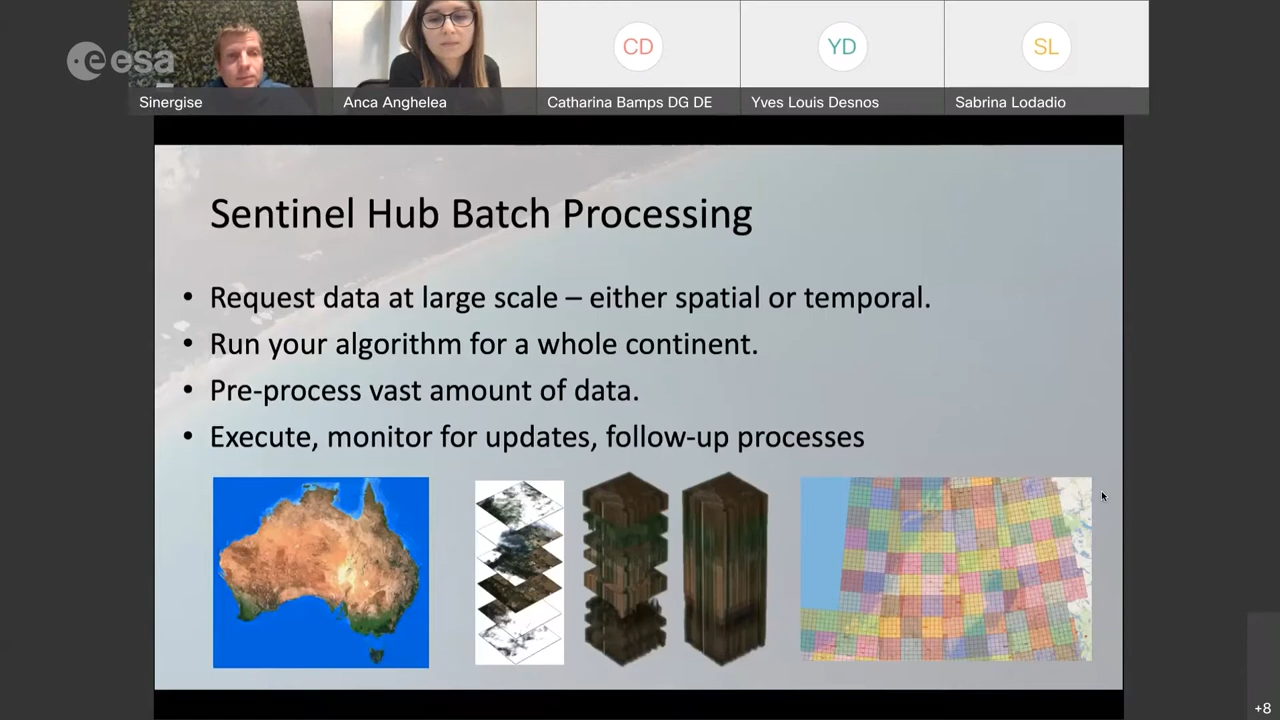 esa
CD
YD
SL
Sinergise
Anca Anghelea
Catharina Bamps DG DE
Yves Louis Desnos
Sabrina Lodadio
Sentinel Hub Batch Processing
• Request data at large scale – either spatial or temporal.
• Run your algorithm for a whole continent.
• Pre-process vast amount of data.
• Execute, monitor for updates, follow-up processes
+8